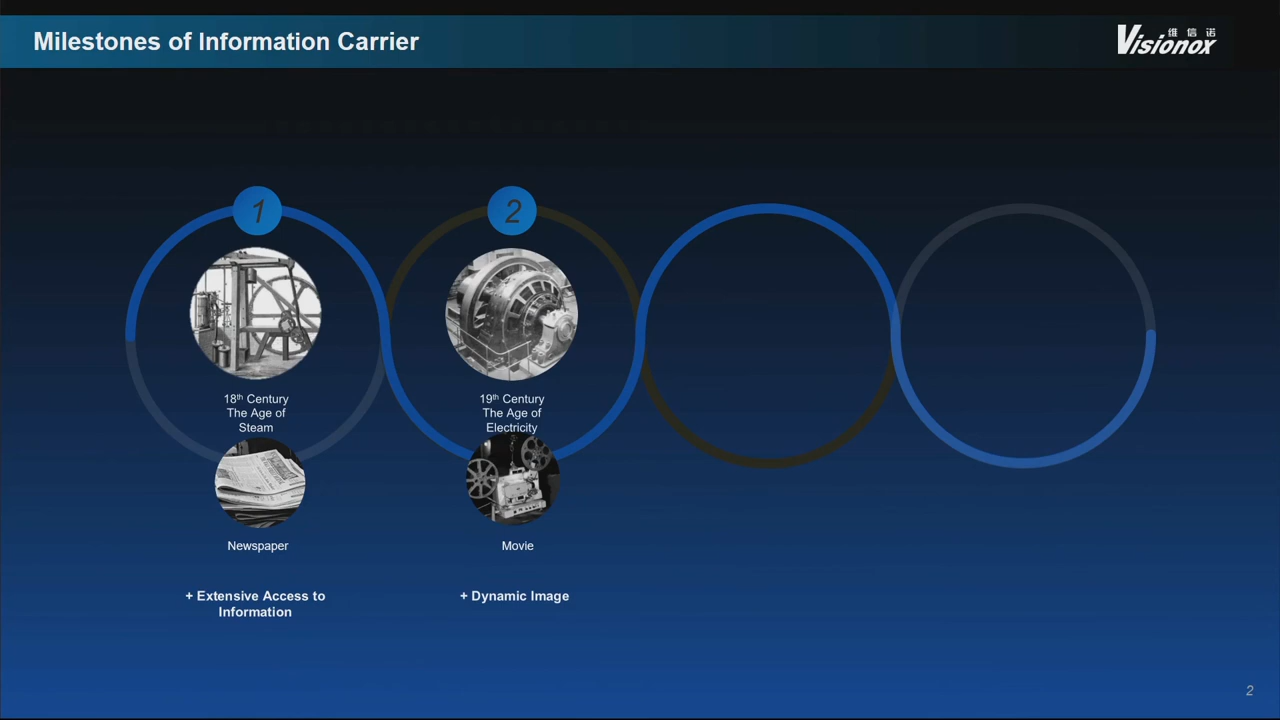 Milestones of Information Carrier
维信诺
Visionox
1
2
18th Century
The Age of
Steam
19th Century
The Age of
Electricity
Newspaper
Movie
+ Extensive Access to
Information
+ Dynamic Image
2